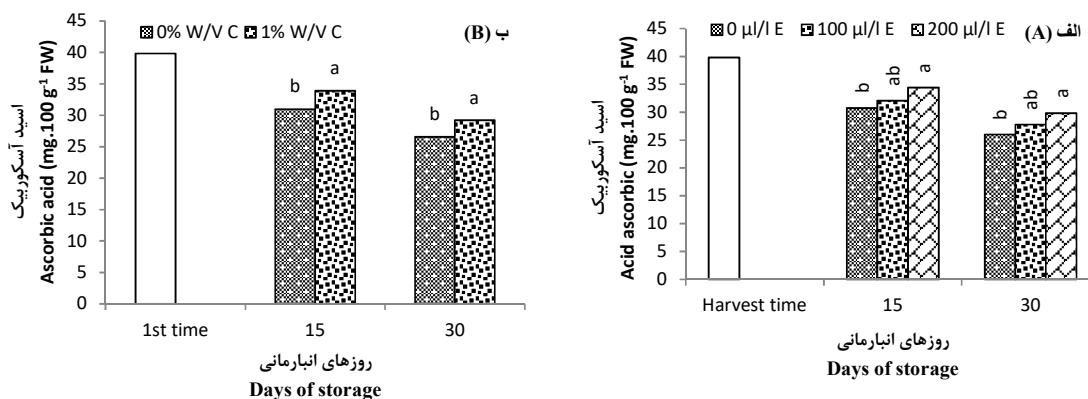 ب (B)
0% W/V C 1% W/V C
45
40
35
30
25
20
15
10
5
0
b a b a
1st time 15 30
اسید آسکوربیک
Ascorbic acid (mg.100 g⁻¹ FW)
روزهای انبارمانی
Days of storage
الف (A)
0 µl/l E 100 µl/l E 200 µl/l E
45
40
35
30
25
20
15
10
5
0
b ab a b ab a
Harvest time 15 30
اسید آسکوربیک
Acid ascorbic (mg.100 g⁻¹ FW)
روزهای انبارمانی
Days of storage